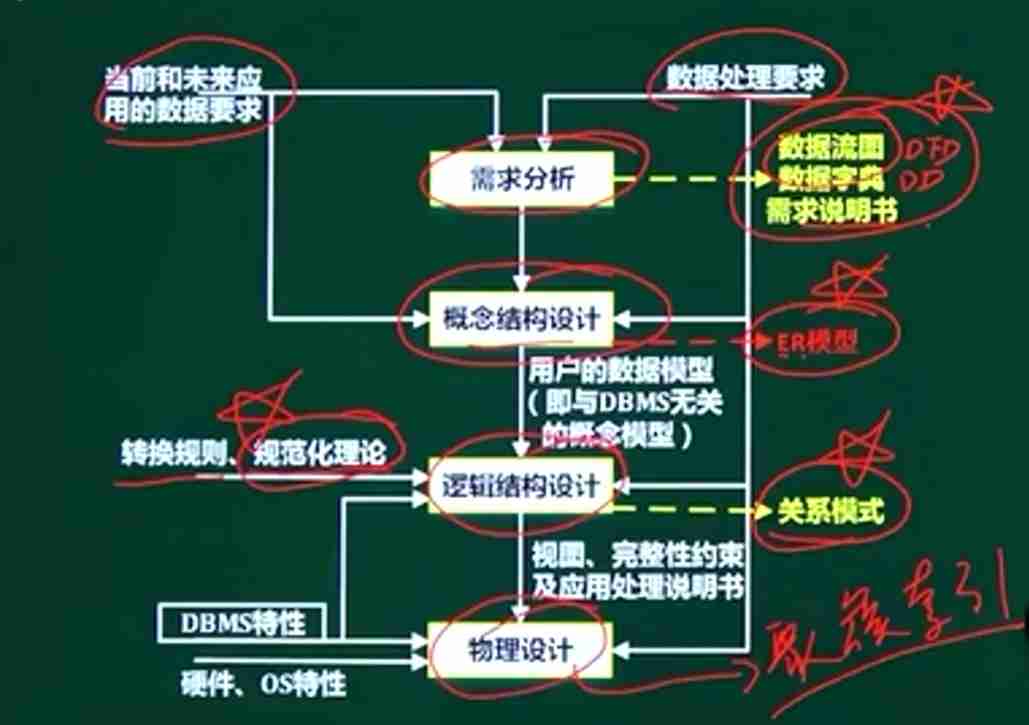 当前和未来应
用的数据要求
数据处理要求
需求分析
数据流图 DFD
数据字典 DD
需求说明书
概念结构设计
ER模型
用户的数据模型
（即与DBMS无关
的概念模型）
转换规则、规范化理论
逻辑结构设计
关系模式
视图、完整性约束
及应用处理说明书
DBMS特性
物理设计
硬件、OS特性
聚簇索引